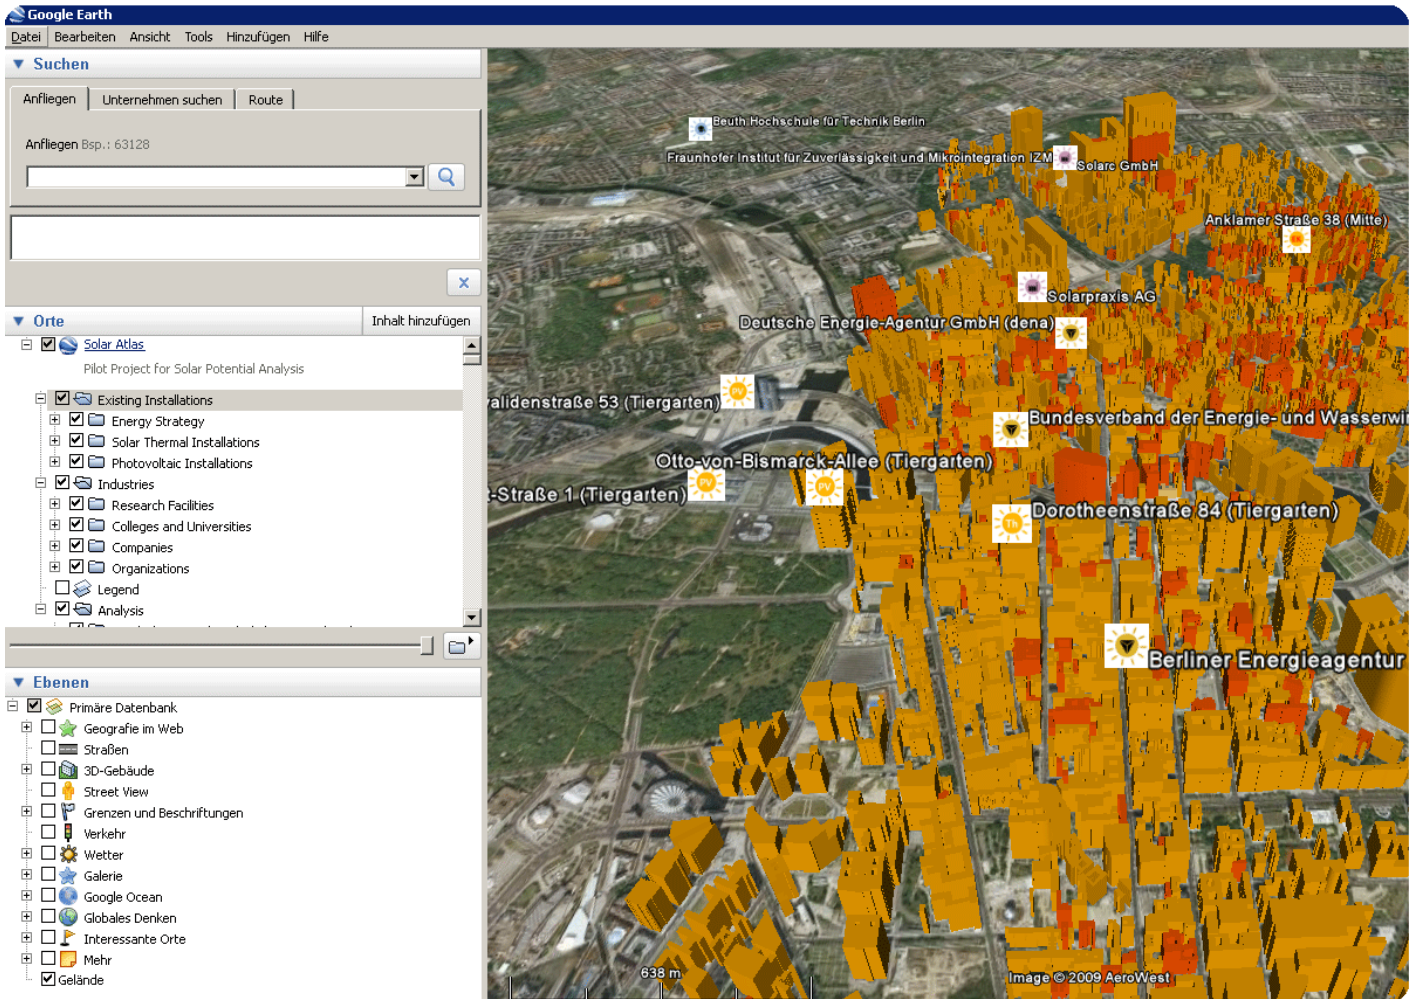 Google Earth
Datei Bearbeiten Ansicht Tools Hinzufügen Hilfe
Suchen
Anfliegen Unternehmen suchen Route
Anfliegen Bsp.: 63128
Orte Inhalt hinzufügen
Solar Atlas
Pilot Project for Solar Potential Analysis
Existing Installations
Energy Strategy
Solar Thermal Installations
Photovoltaic Installations
Industries
Research Facilities
Colleges and Universities
Companies
Organizations
Legend
Analysis
Ebenen
Primäre Datenbank
Geografie im Web
Straßen
3D-Gebäude
Street View
Grenzen und Beschriftungen
Verkehr
Wetter
Galerie
Google Ocean
Globales Denken
Interessante Orte
Mehr
Gelände
Beuth Hochschule für Technik Berlin
Fraunhofer Institut für Zuverlässigkeit und Mikrointegration IZM
Solarc GmbH
Anklamer Straße 38 (Mitte)
Solarpraxis AG
Deutsche Energie-Agentur GmbH (dena)
PV
validenstraße 53 (Tiergarten)
Bundesverband der Energie- und Wasserwi
Otto-von-Bismarck-Allee (Tiergarten)
PV
PV
t-Straße 1 (Tiergarten)
Dorotheenstraße 84 (Tiergarten)
Th
Berliner Energieagentur
638 m
Image © 2009 AeroWest